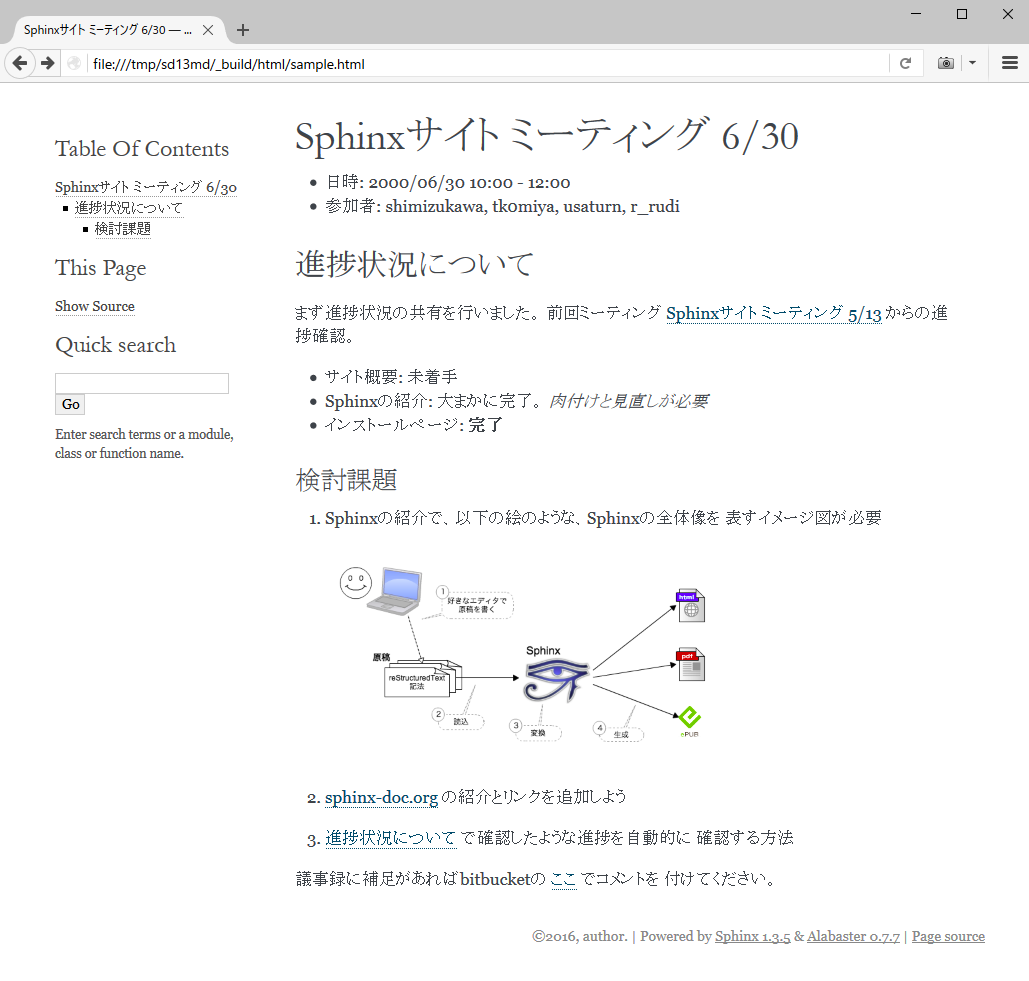 Sphinxサイト ミーティング 6/30 — ...
file:///tmp/sd13md/_build/html/sample.html
Table Of Contents
Sphinxサイト ミーティング 6/30
進捗状況について
検討課題
This Page
Show Source
Quick search
Go
Enter search terms or a module,
class or function name.
Sphinxサイト ミーティング 6/30
日時: 2000/06/30 10:00 - 12:00
参加者: shimizukawa, tk0miya, usaturn, r_rudi
進捗状況について
まず進捗状況の共有を行いました。 前回ミーティング Sphinxサイトミーティング 5/13 からの進
捗確認。
サイト概要: 未着手
Sphinxの紹介: 大まかに完了。 肉付けと見直しが必要
インストールページ: 完了
検討課題
1. Sphinxの紹介で、以下の絵のような、Sphinxの全体像を 表すイメージ図が必要
1
好きなエディタで
原稿を書く
原稿
reStructuredText
記法
2
読込
Sphinx
3
変換
4
生成
html
pdf
ePUB
2. sphinx-doc.org の紹介とリンクを追加しよう
3. 進捗状況について で確認したような進捗を自動的に 確認する方法
議事録に補足があればbitbucketの ここ でコメントを 付けてください。
©2016, author. | Powered by Sphinx 1.3.5 & Alabaster 0.7.7 | Page source